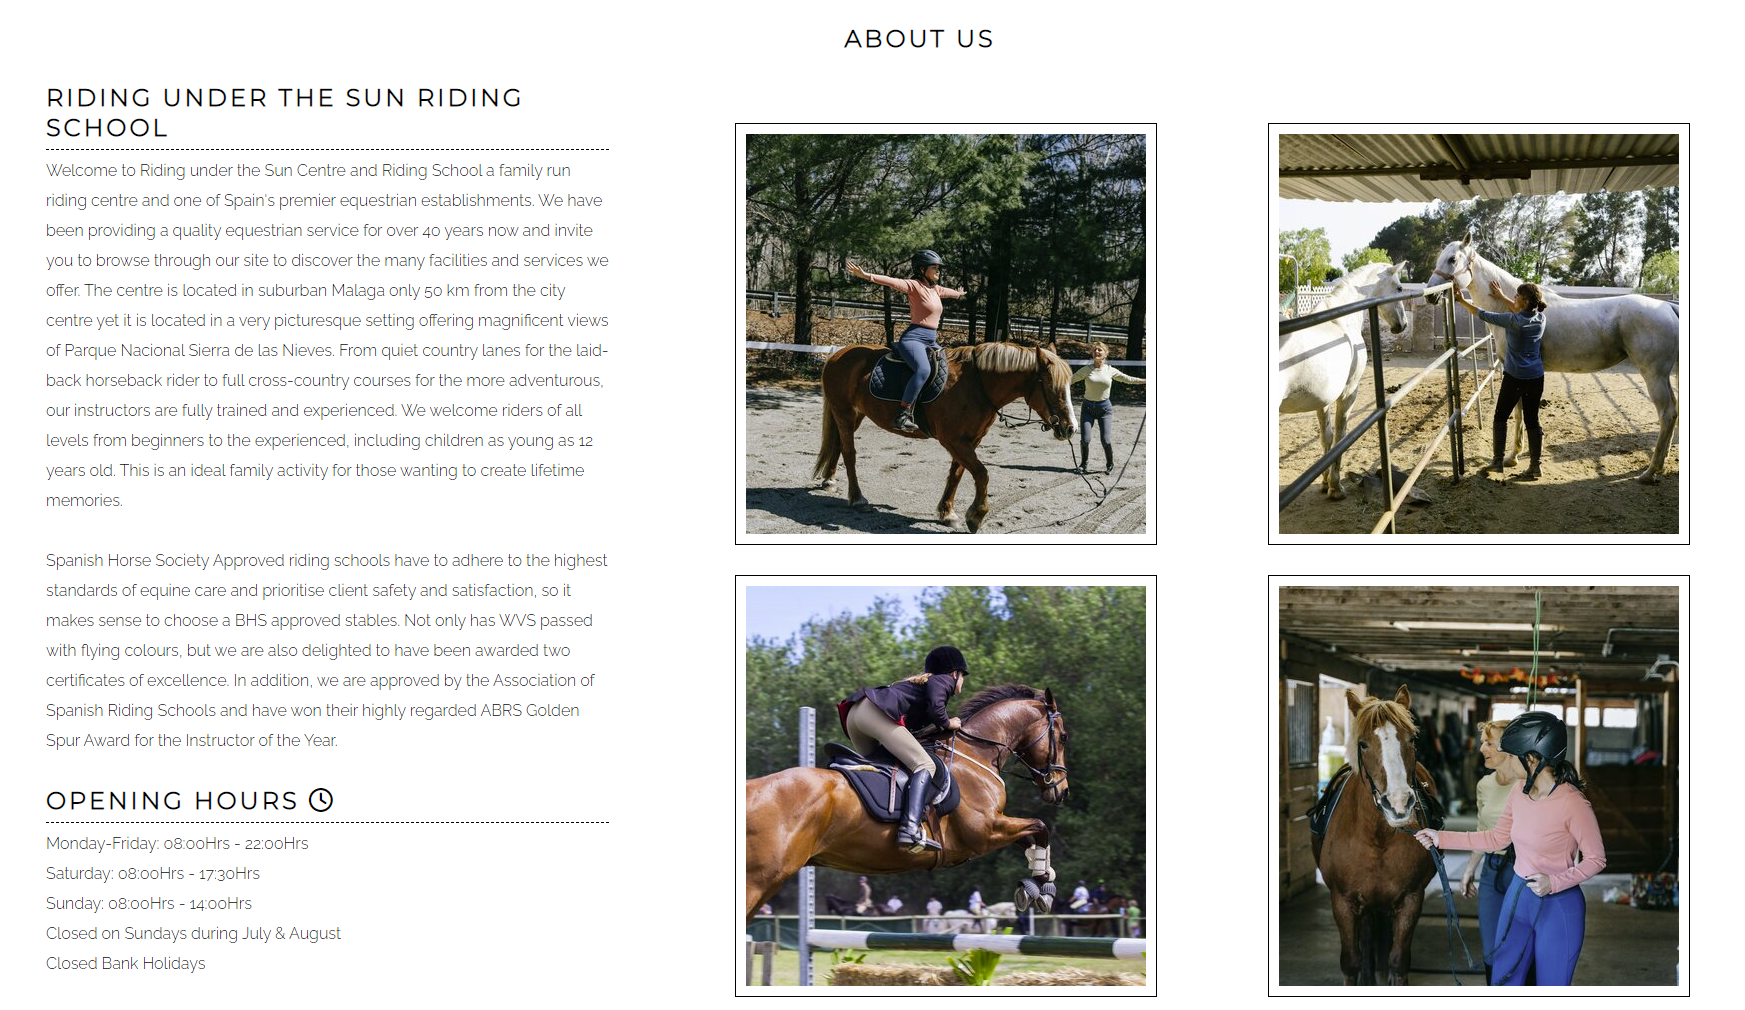 ABOUT US
RIDING UNDER THE SUN RIDING
SCHOOL
Welcome to Riding under the Sun Centre and Riding School a family run
riding centre and one of Spain's premier equestrian establishments. We have
been providing a quality equestrian service for over 40 years now and invite
you to browse through our site to discover the many facilities and services we
offer. The centre is located in suburban Malaga only 50 km from the city
centre yet it is located in a very picturesque setting offering magnificent views
of Parque Nacional Sierra de las Nieves. From quiet country lanes for the laid-
back horseback rider to full cross-country courses for the more adventurous,
our instructors are fully trained and experienced. We welcome riders of all
levels from beginners to the experienced, including children as young as 12
years old. This is an ideal family activity for those wanting to create lifetime
memories.
Spanish Horse Society Approved riding schools have to adhere to the highest
standards of equine care and prioritise client safety and satisfaction, so it
makes sense to choose a BHS approved stables. Not only has WVS passed
with flying colours, but we are also delighted to have been awarded two
certificates of excellence. In addition, we are approved by the Association of
Spanish Riding Schools and have won their highly regarded ABRS Golden
Spur Award for the Instructor of the Year.
OPENING HOURS
Monday-Friday: 08:00Hrs - 22:00Hrs
Saturday: 08:00Hrs - 17:30Hrs
Sunday: 08:00Hrs - 14:00Hrs
Closed on Sundays during July & August
Closed Bank Holidays